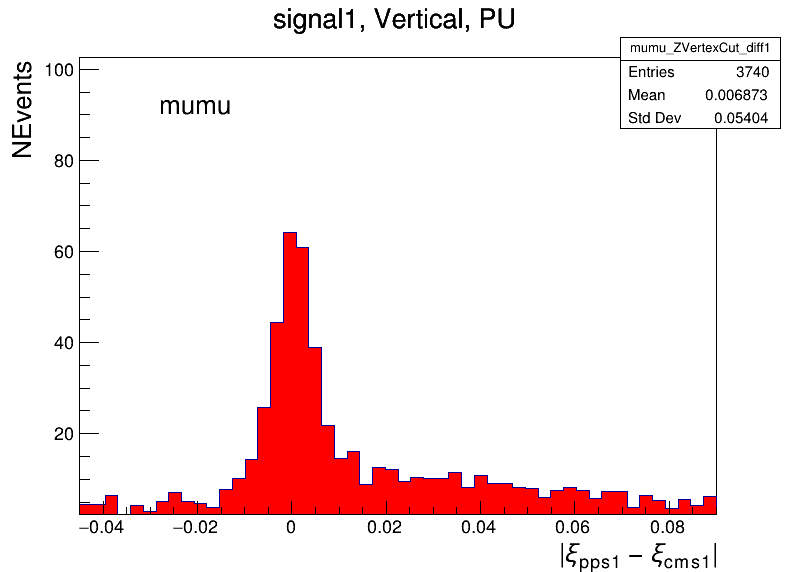 signal1, Vertical, PU
mumu_ZVertexCut_diff1
Entries 3740
Mean 0.006873
Std Dev 0.05404
NEvents
mumu
100
80
60
40
20
−0.04 −0.02 0 0.02 0.04 0.06 0.08
|ξpps1 − ξcms1|